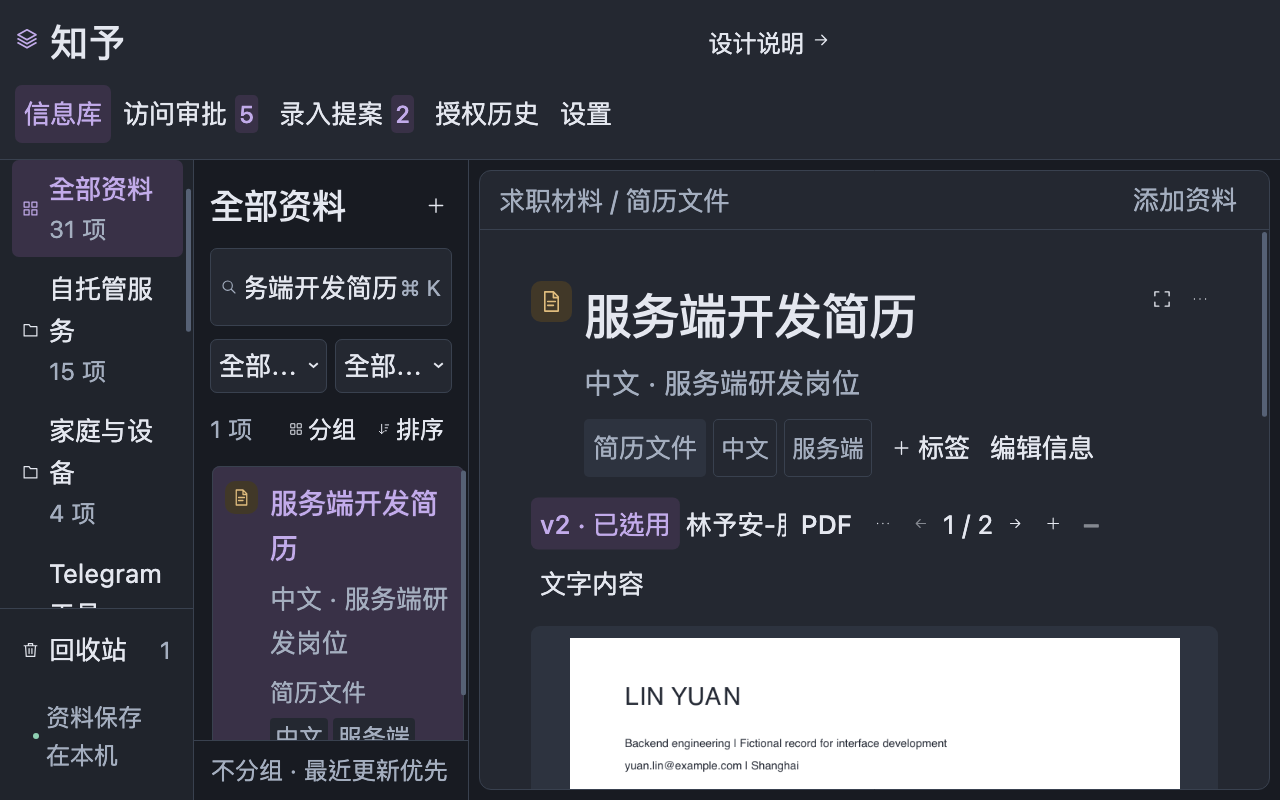 知予
设计说明 →
信息库 访问审批 5 录入提案 2 授权历史 设置
全部资料
31 项
自托管服
务
15 项
家庭与设
备
4 项
Telegram
回收站 1
资料保存
在本机
全部资料 +
务端开发简历 ⌘ K
全部… 全部…
1 项 分组 排序
服务端开发简
历
中文 · 服务端研
发岗位
简历文件
中文 服务端
不分组 · 最近更新优先
求职材料 / 简历文件 添加资料
服务端开发简历 ···
中文 · 服务端研发岗位
简历文件 中文 服务端 + 标签 编辑信息
v2 · 已选用 林予安- PDF ··· ← 1 / 2 → + −
文字内容
LIN YUAN
Backend engineering | Fictional record for interface development
yuan.lin@example.com | Shanghai